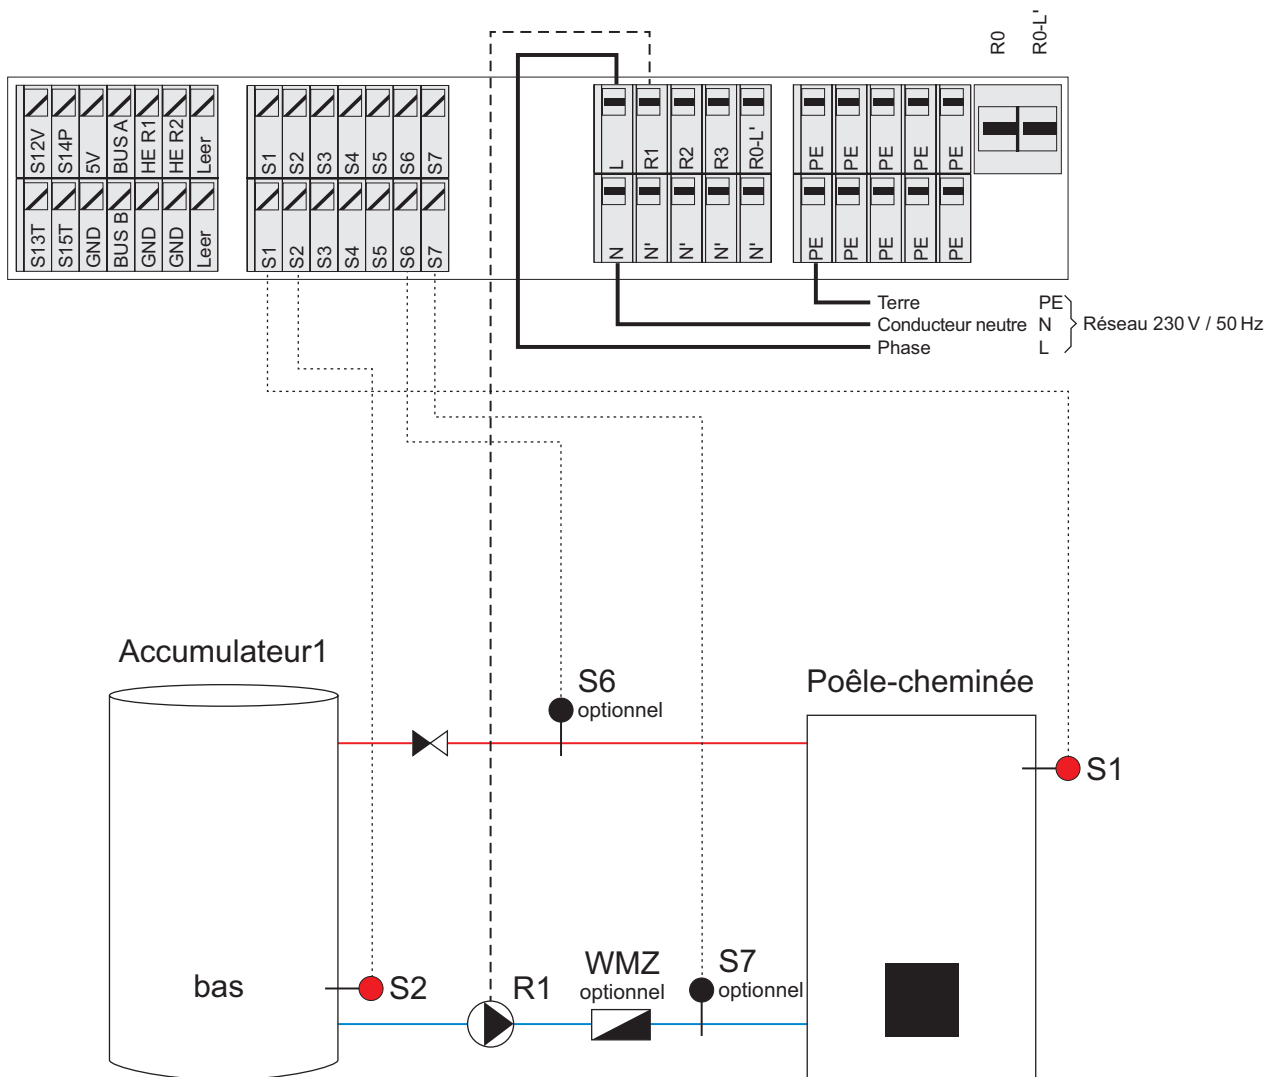 R0 R0-L'
S12V S14P 5V BUS A HE R1 HE R2 Leer
S1 S2 S3 S4 S5 S6 S7
L R1 R2 R3 R0-L'
PE PE PE PE PE
S13T S15T GND BUS B GND GND Leer
S1 S2 S3 S4 S5 S6 S7
N N' N' N' N'
PE PE PE PE PE
Terre PE
Conducteur neutre N
Phase L
Réseau 230 V / 50 Hz
Accumulateur1
S6
optionnel
Poêle-cheminée
S1
bas
S2
R1
WMZ
optionnel
S7
optionnel